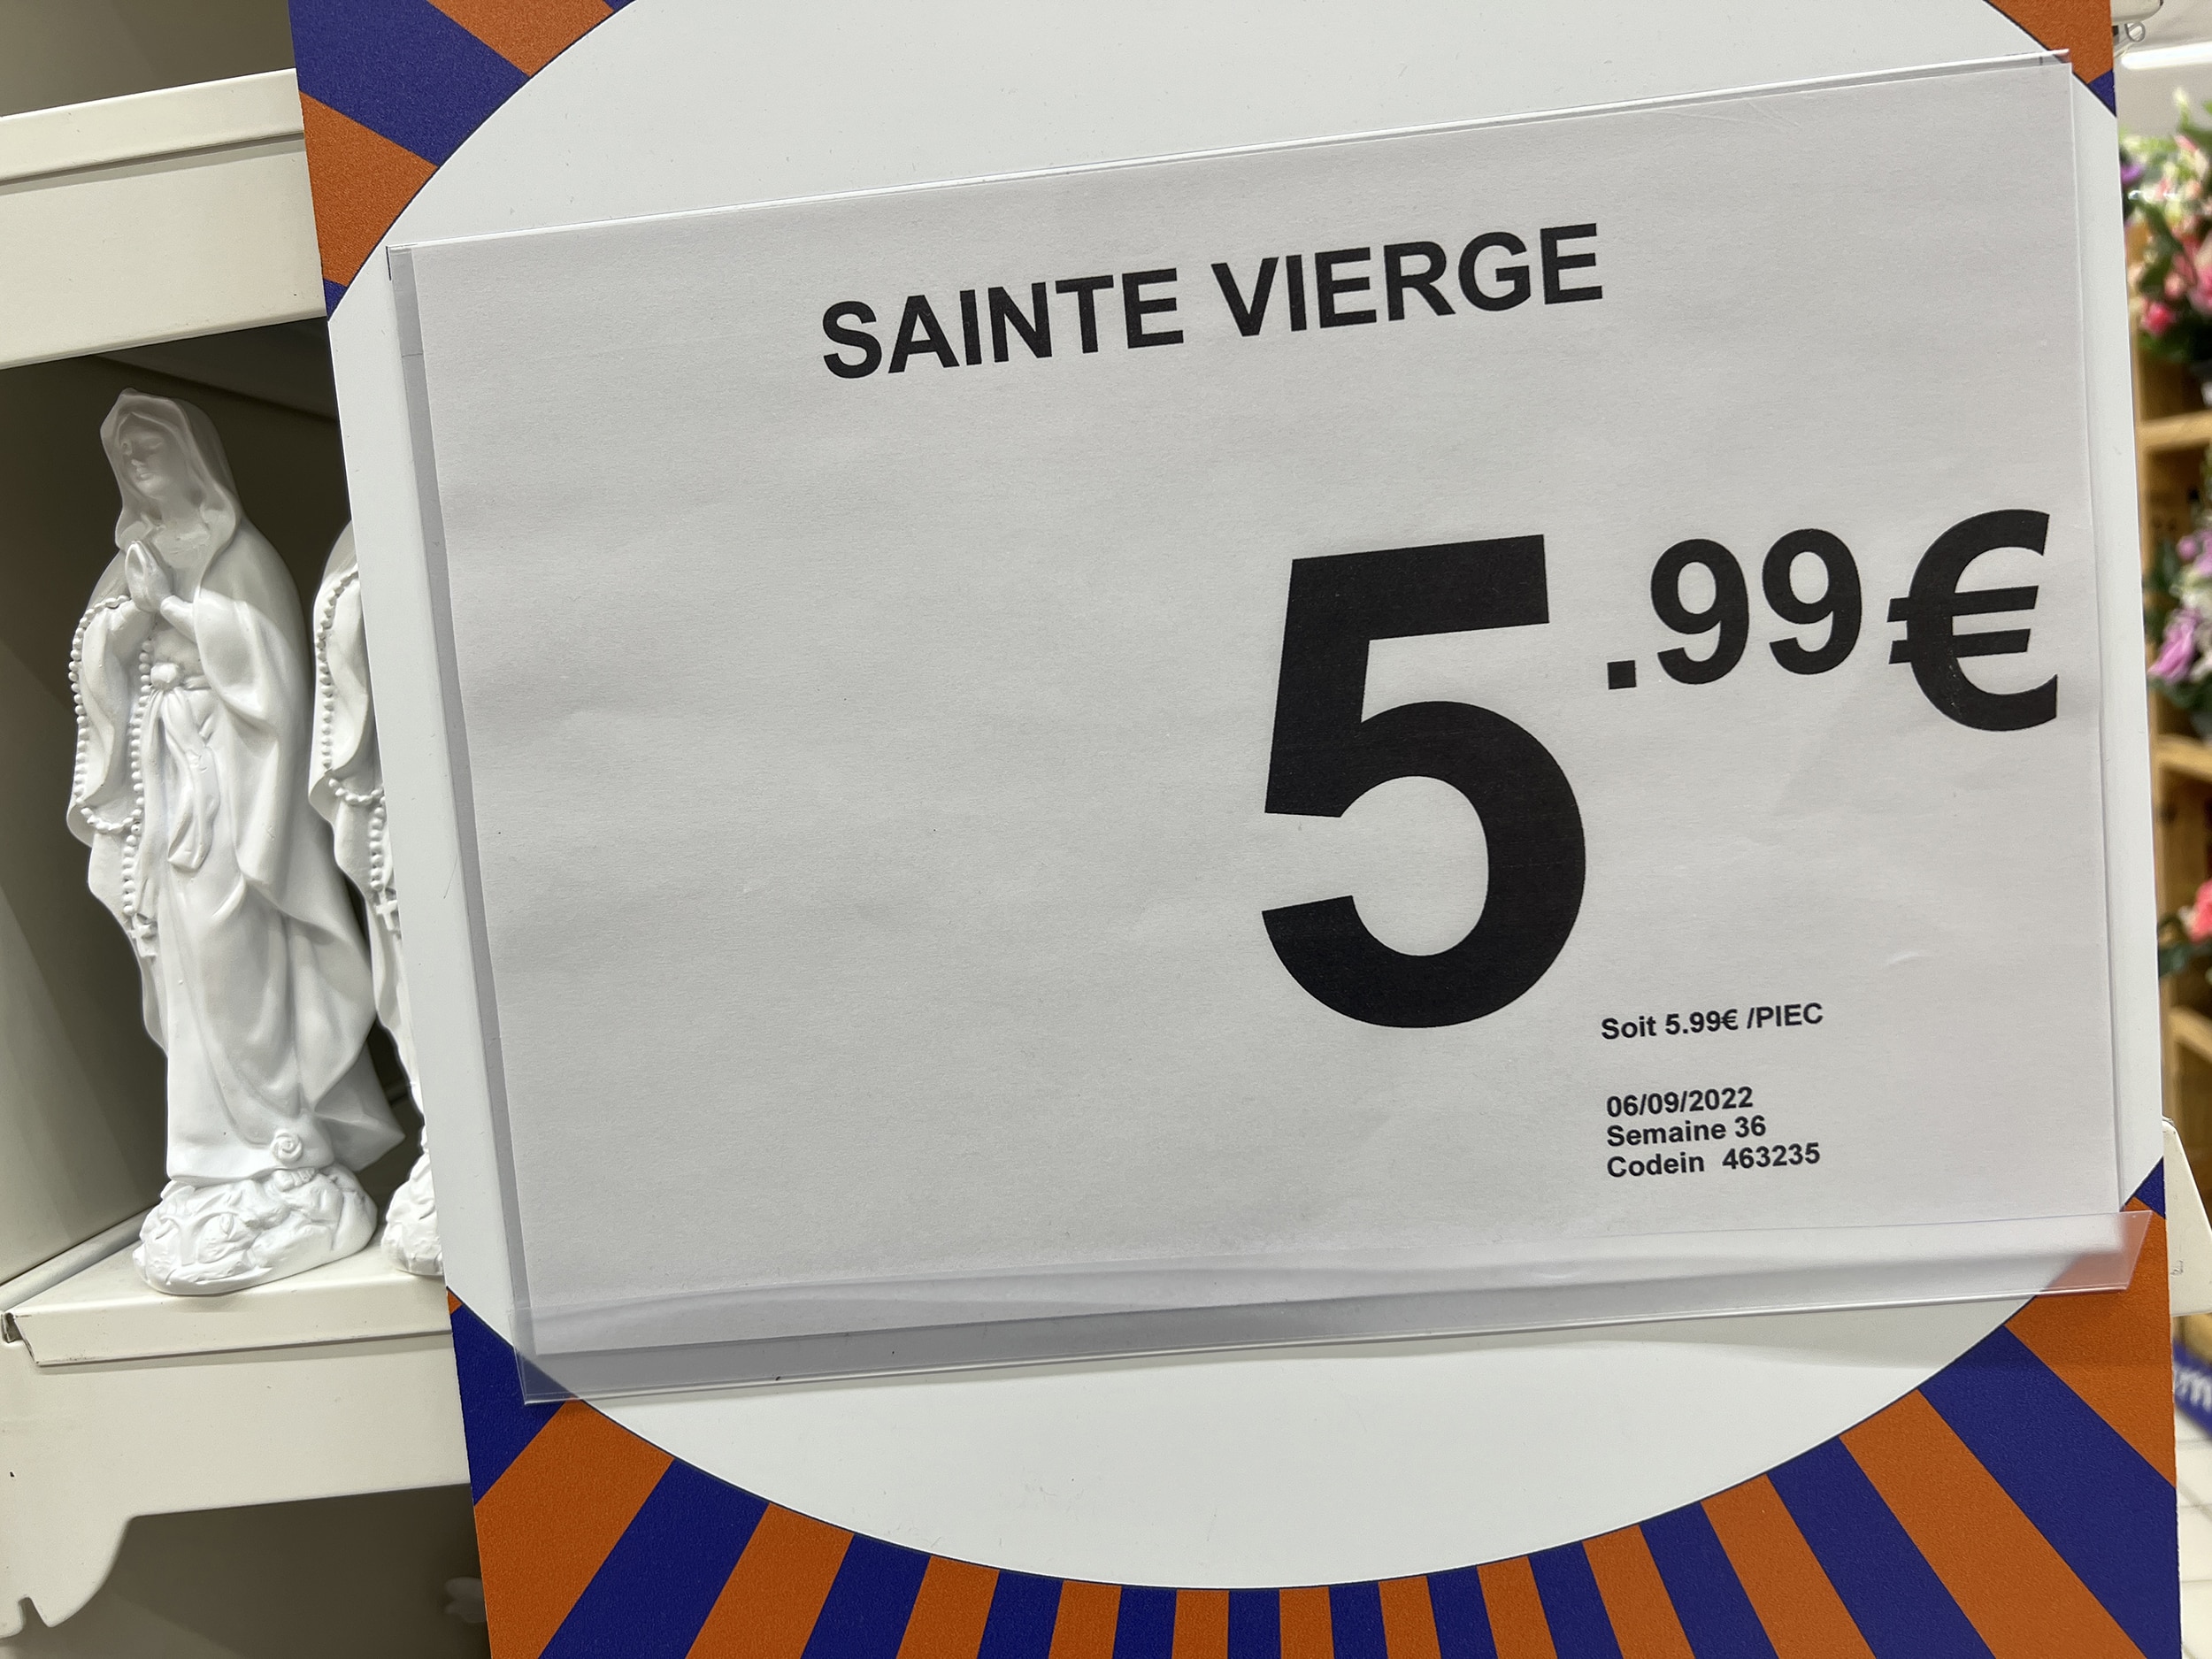 SAINTE VIERGE
5.99€
Soit 5.99€ /PIEC
06/09/2022
Semaine 36
Codein 463235